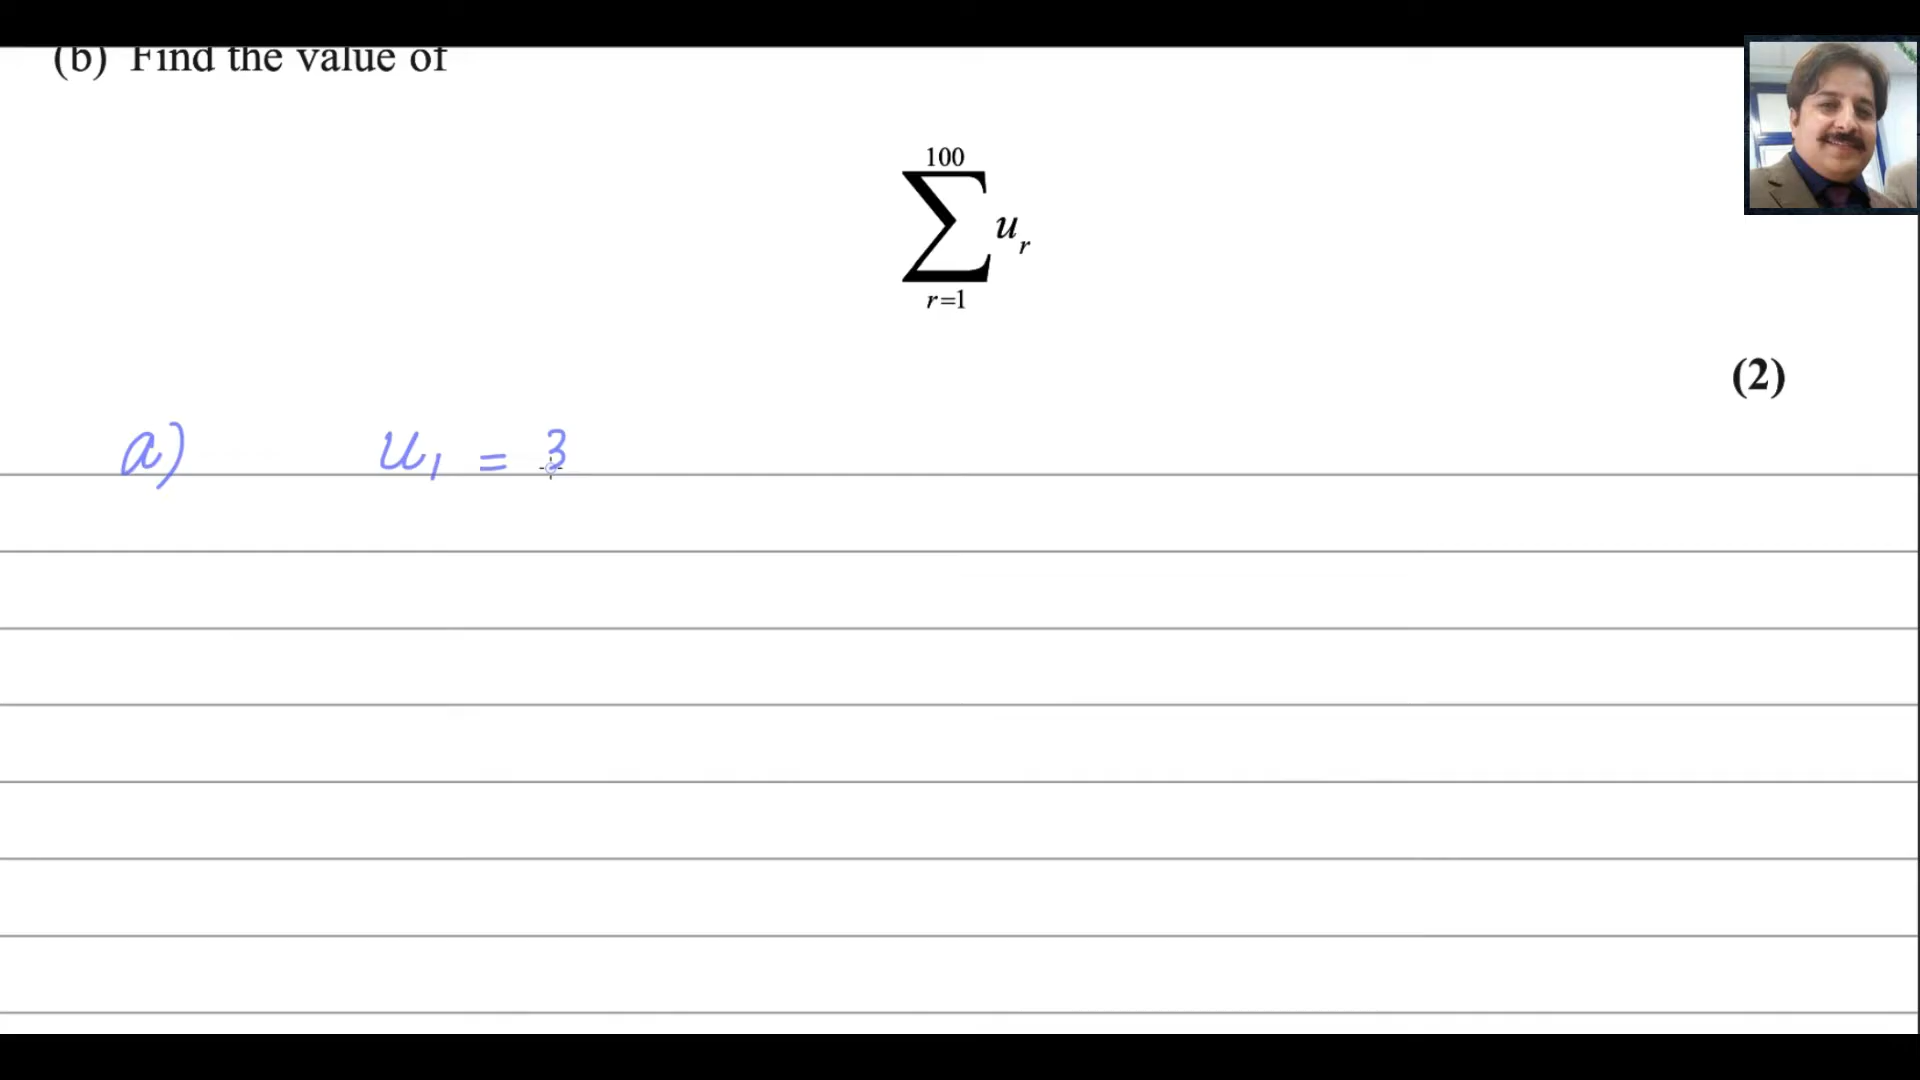 (b) Find the value of
100
∑ u_r
r=1
(2)
a) u₁ = 3